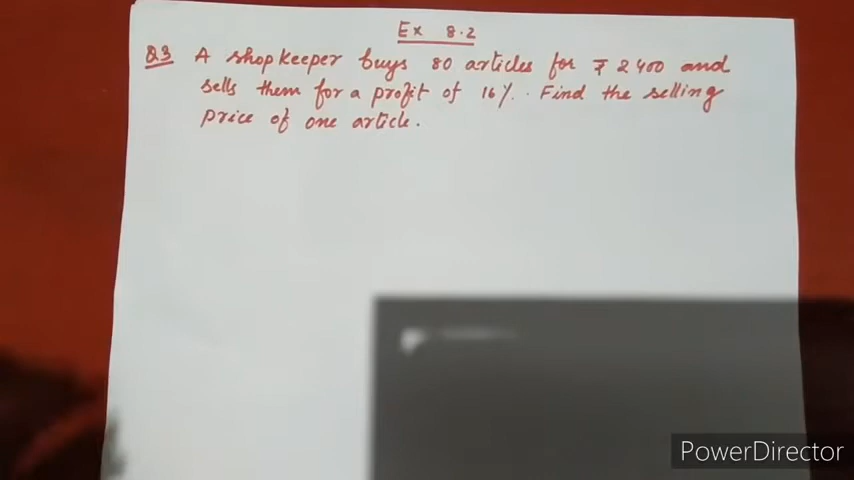 Ex 8.2
Q3 A shopkeeper buys 80 articles for ₹ 2400 and
sells them for a profit of 16%. Find the selling
price of one article.
PowerDirector